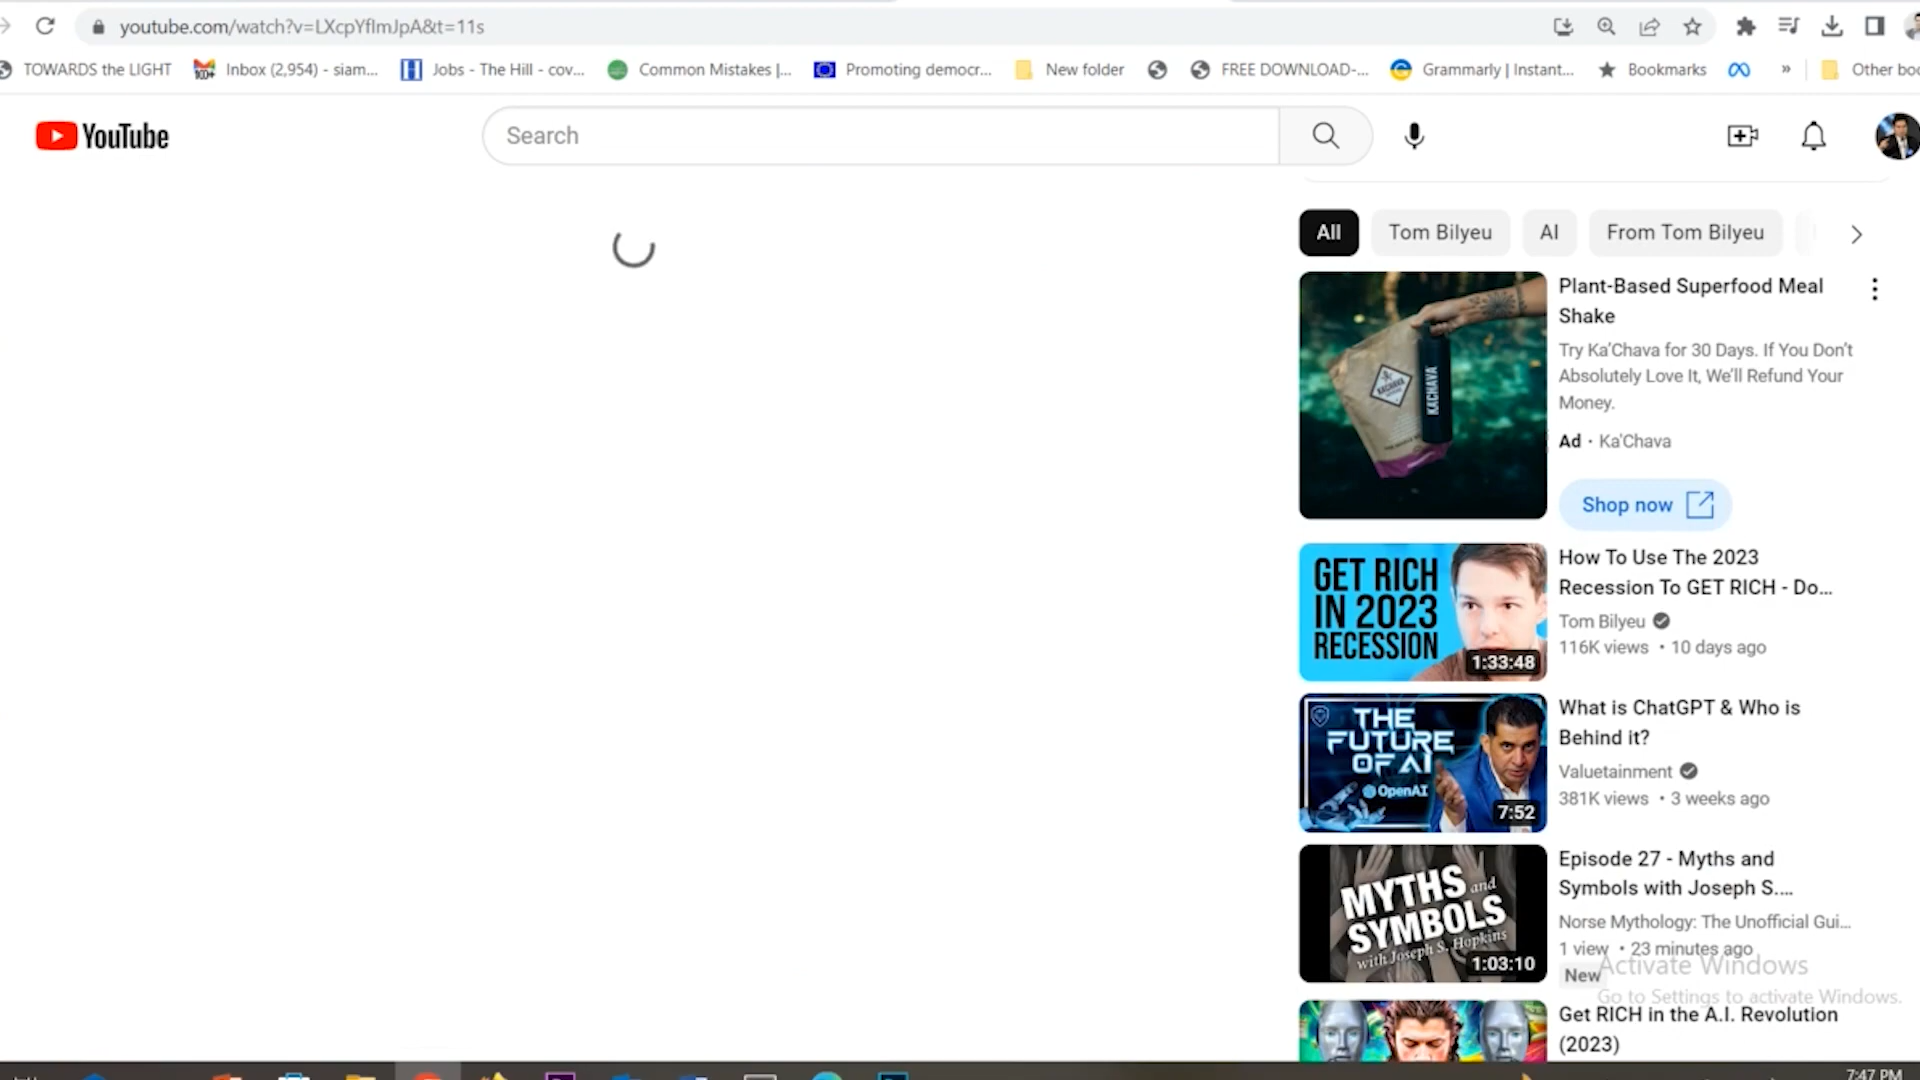 youtube.com/watch?v=LXcpYflmJpA&t=11s
TOWARDS the LIGHT
Inbox (2,954) - siam...
Jobs - The Hill - cov...
Common Mistakes |...
Promoting democr...
New folder
FREE DOWNLOAD-...
Grammarly | Instant...
Bookmarks
»
Other boo
YouTube
Search
All
Tom Bilyeu
AI
From Tom Bilyeu
KACHAVA
KACHAVA
Plant-Based Superfood Meal
Shake
Try Ka'Chava for 30 Days. If You Don't
Absolutely Love It, We'll Refund Your
Money.
Ad · Ka'Chava
Shop now
GET RICH
IN 2023
RECESSION
1:33:48
How To Use The 2023
Recession To GET RICH - Do...
Tom Bilyeu
116K views • 10 days ago
THE
FUTURE
OF AI
OpenAI
7:52
What is ChatGPT & Who is
Behind it?
Valuetainment
381K views • 3 weeks ago
MYTHS and
SYMBOLS
with Joseph S. Hopkins
1:03:10
Episode 27 - Myths and
Symbols with Joseph S....
Norse Mythology: The Unofficial Gui...
1 view • 23 minutes ago
New
Activate Windows
Go to Settings to activate Windows.
Get RICH in the A.I. Revolution
(2023)
7:47 PM